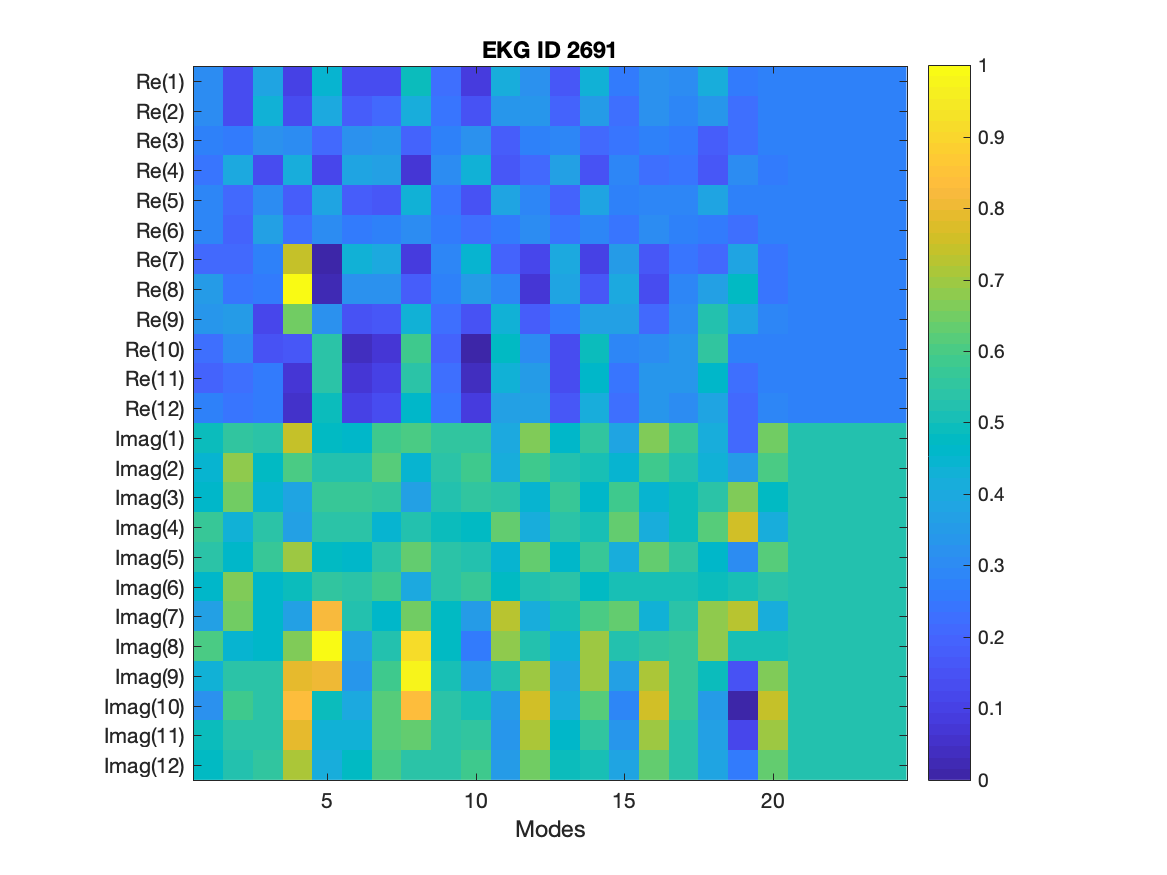 EKG ID 2691
Re(1)
Re(2)
Re(3)
Re(4)
Re(5)
Re(6)
Re(7)
Re(8)
Re(9)
Re(10)
Re(11)
Re(12)
Imag(1)
Imag(2)
Imag(3)
Imag(4)
Imag(5)
Imag(6)
Imag(7)
Imag(8)
Imag(9)
Imag(10)
Imag(11)
Imag(12)
5 10 15 20
Modes
1
0.9
0.8
0.7
0.6
0.5
0.4
0.3
0.2
0.1
0